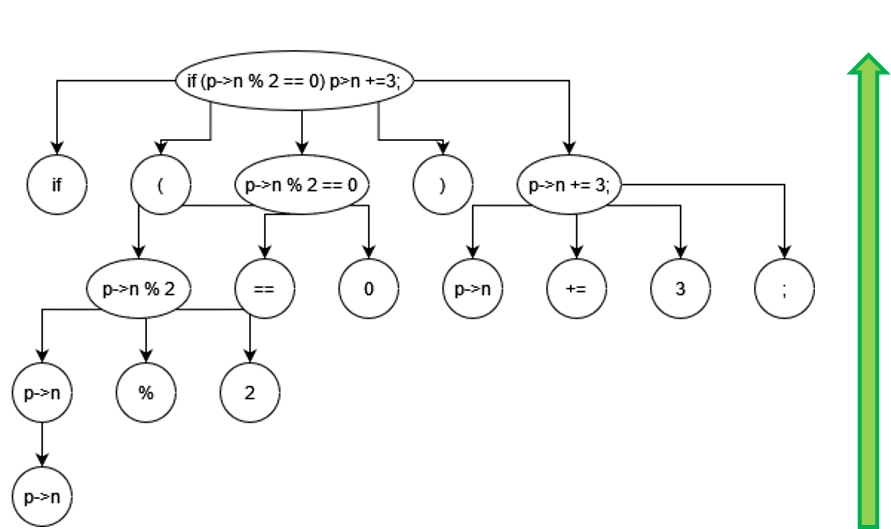 if (p->n % 2 == 0) p>n +=3;
if
(
p->n % 2 == 0
)
p->n += 3;
p->n % 2
==
0
p->n
+=
3
;
p->n
%
2
p->n